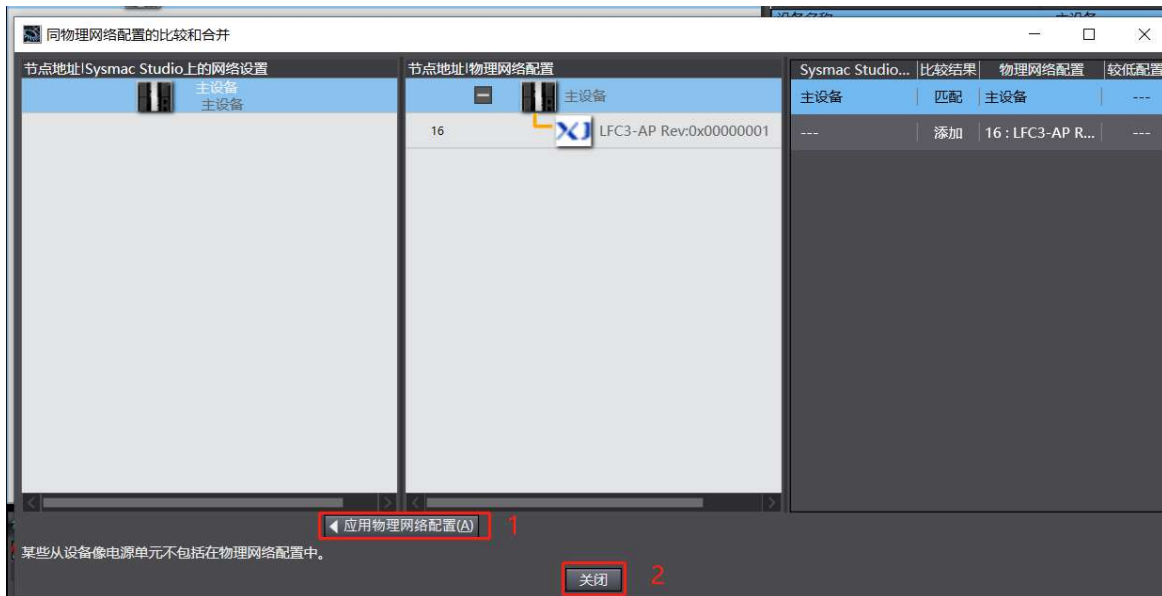 同物理网络配置的比较和合并
节点地址|Sysmac Studio上的网络设置
主设备
主设备
节点地址|物理网络配置
主设备
16 LFC3-AP Rev:0x00000001
Sysmac Studio... 比较结果 物理网络配置 较低配置
主设备 匹配 主设备 ---
--- 添加 16 : LFC3-AP R... ---
应用物理网络配置(A) 1
某些从设备像电源单元不包括在物理网络配置中。
关闭 2